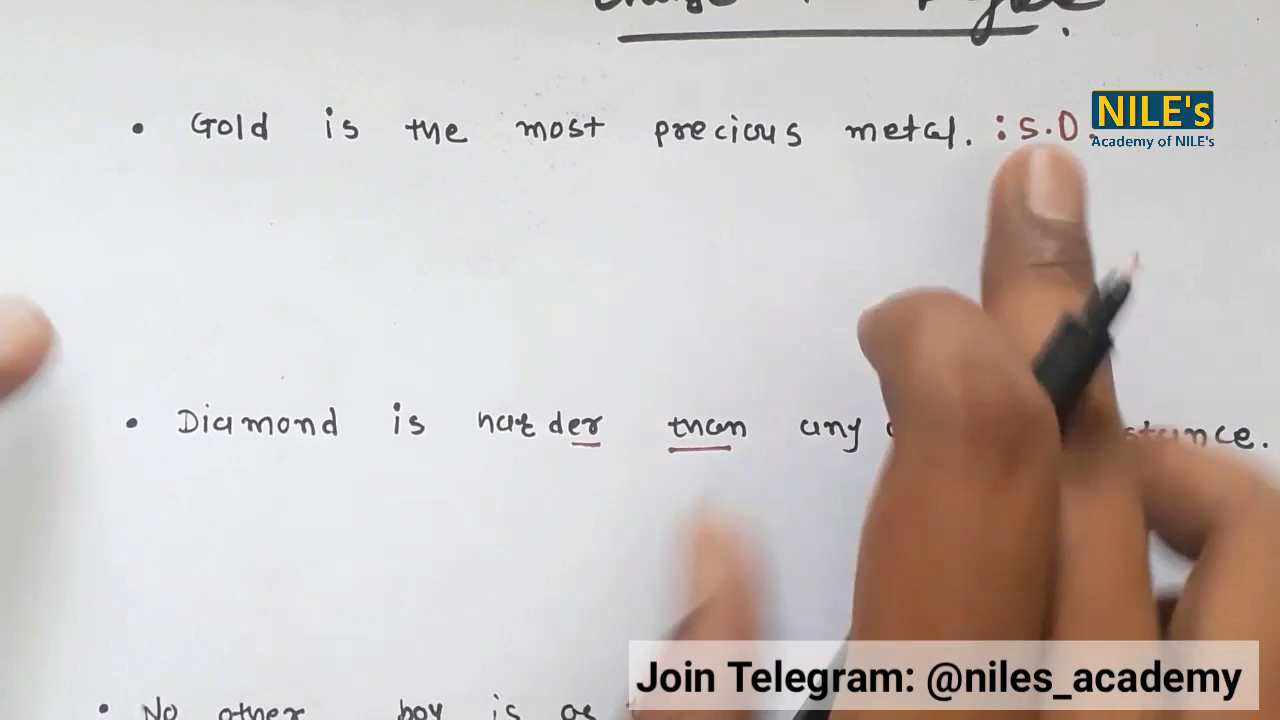 • Gold is the most precious metal. : S.D.
NILE's
Academy of NILE's
• Diamond is harder than any
• No other boy is as
Join Telegram: @niles_academy